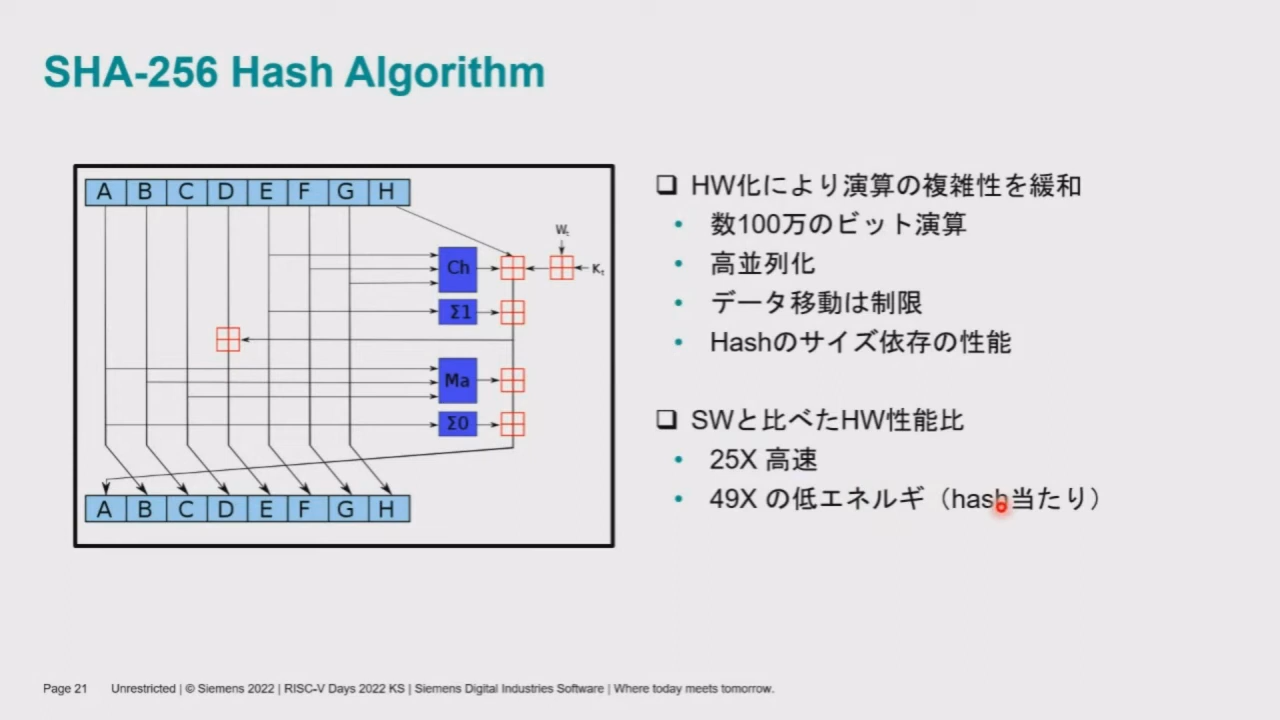 SHA-256 Hash Algorithm
A B C D E F G H
Wt
Ch
Kt
Σ1
Ma
Σ0
A B C D E F G H
❑ HW化により演算の複雑性を緩和
• 数100万のビット演算
• 高並列化
• データ移動は制限
• Hashのサイズ依存の性能
❑ SWと比べたHW性能比
• 25X 高速
• 49X の低エネルギ（hash当たり）
Page 21 Unrestricted | © Siemens 2022 | RISC-V Days 2022 KS | Siemens Digital Industries Software | Where today meets tomorrow.